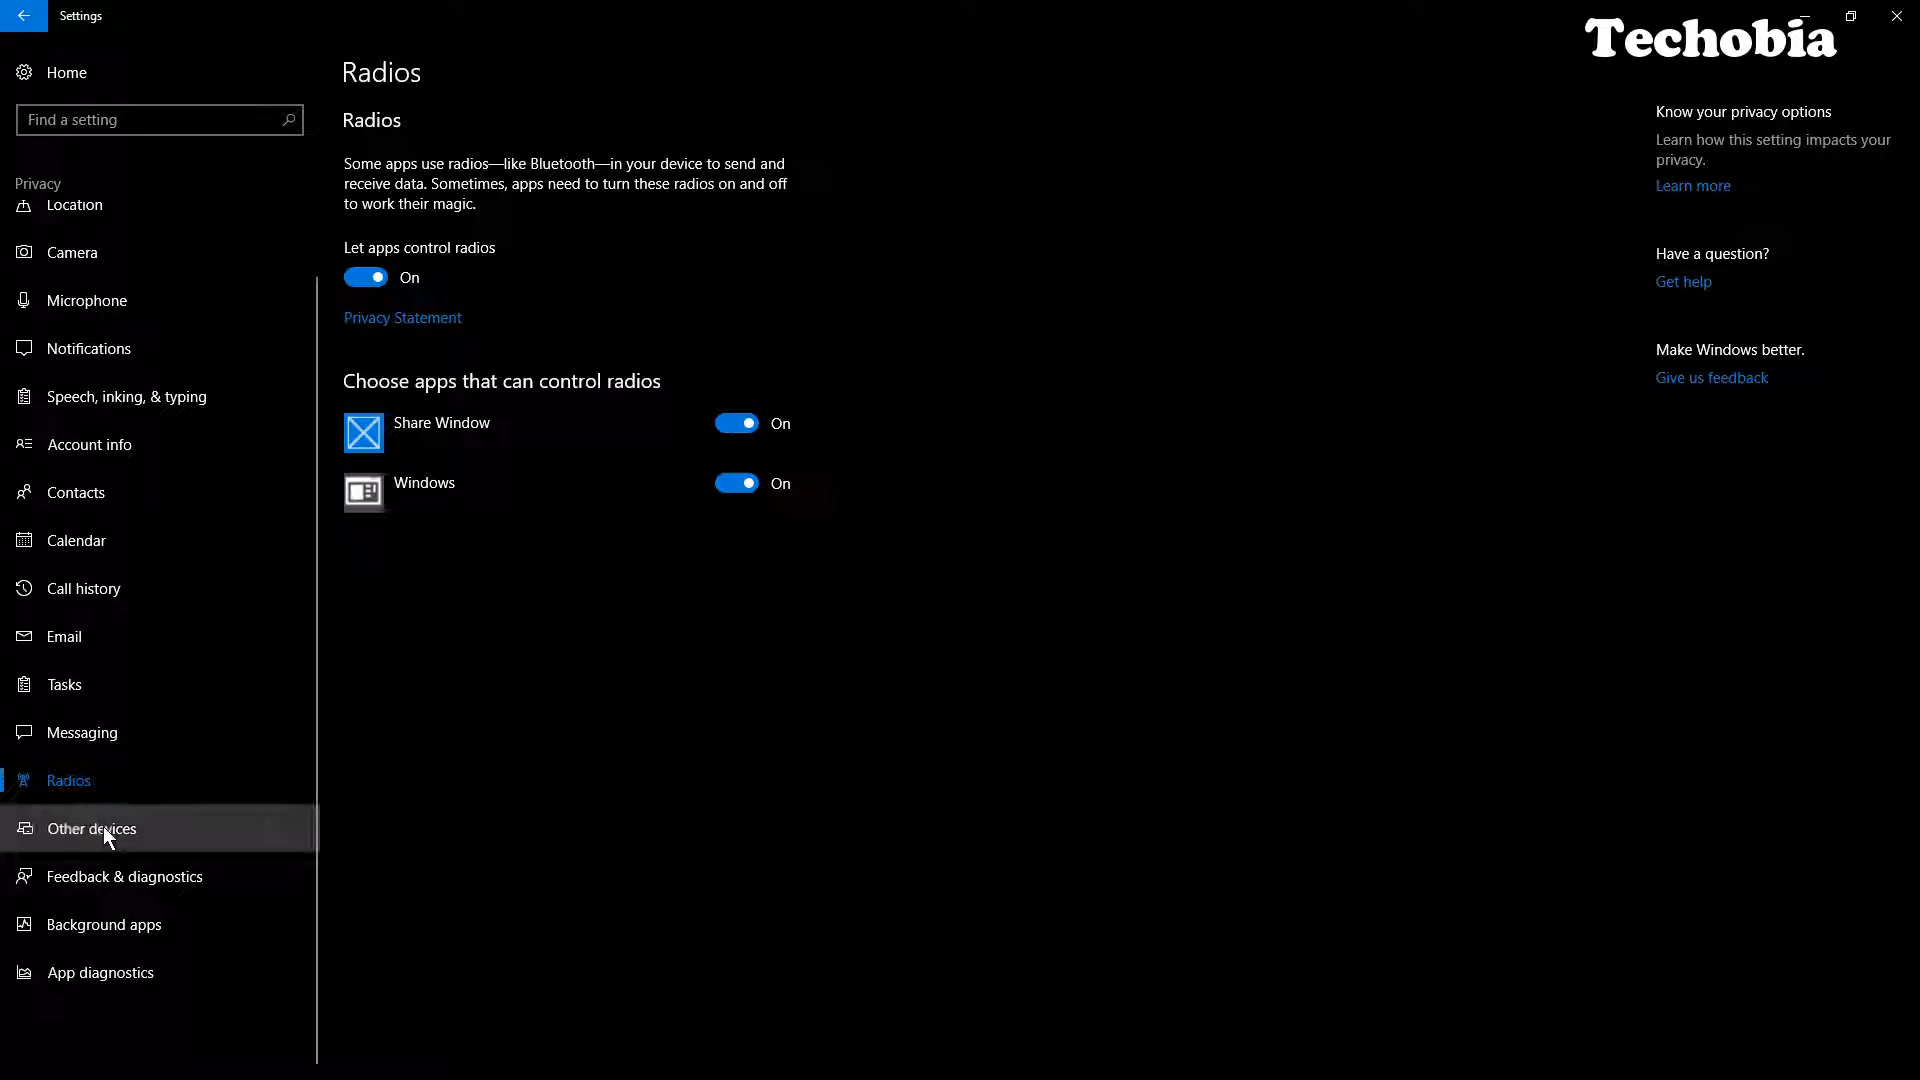 Settings
Techobia
Home
Find a setting
Privacy
Location
Camera
Microphone
Notifications
Speech, inking, & typing
Account info
Contacts
Calendar
Call history
Email
Tasks
Messaging
Radios
Other devices
Feedback & diagnostics
Background apps
App diagnostics
Radios
Radios
Some apps use radios—like Bluetooth—in your device to send and
receive data. Sometimes, apps need to turn these radios on and off
to work their magic.
Let apps control radios
On
Privacy Statement
Choose apps that can control radios
Share Window
On
Windows
On
Know your privacy options
Learn how this setting impacts your
privacy.
Learn more
Have a question?
Get help
Make Windows better.
Give us feedback